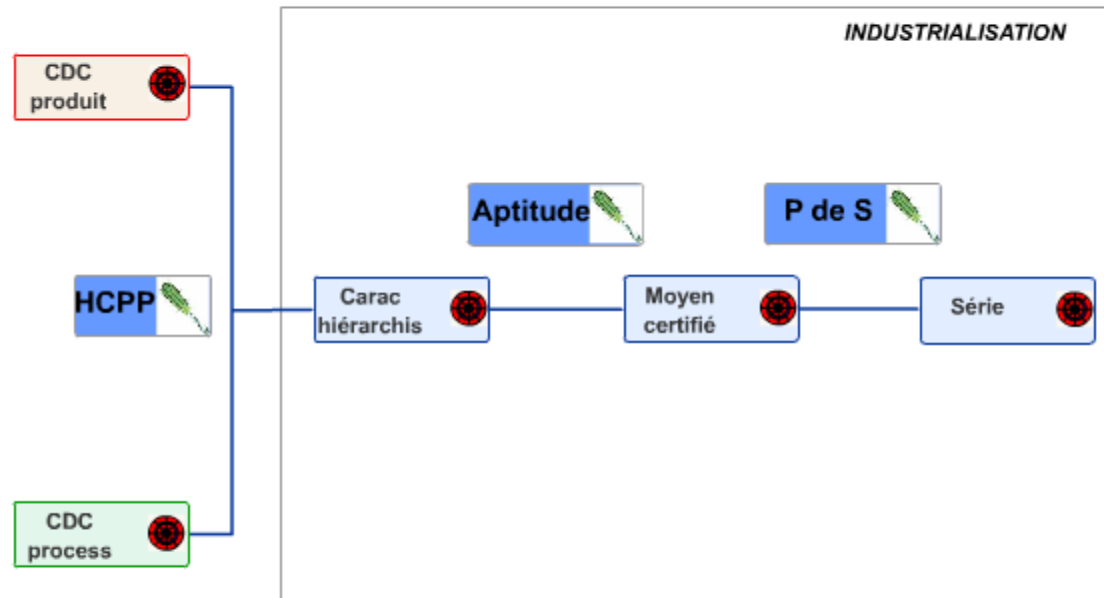 INDUSTRIALISATION
CDC
produit
Aptitude
P de S
HCPP
Carac
hiérarchis
Moyen
certifié
Série
CDC
process